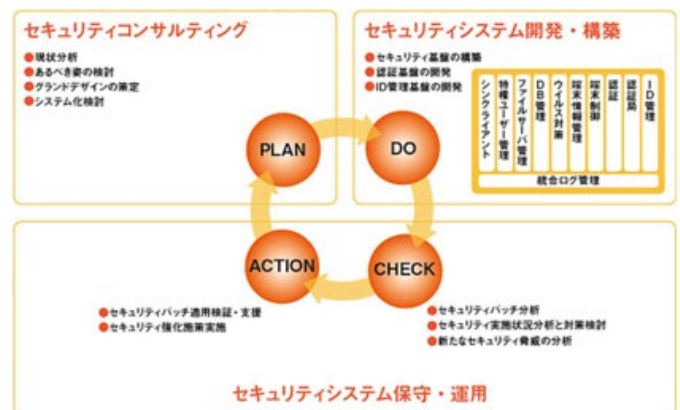 セキュリティコンサルティング
●現状分析
●あるべき姿の検討
●グランドデザインの策定
●システム化検討
セキュリティシステム開発・構築
●セキュリティ基盤の構築
●認証基盤の開発
●ID管理基盤の開発
シンクライアント
特権ユーザー管理
ファイルサーバ管理
DB管理
ウイルス対策
端末情報管理
端末制御
認証
認証局
ID管理
統合ログ管理
PLAN
DO
ACTION
CHECK
●セキュリティパッチ適用検証・支援
●セキュリティ強化施策実施
●セキュリティパッチ分析
●セキュリティ実施状況分析と対策検討
●新たなセキュリティ脅威の分析
セキュリティシステム保守・運用